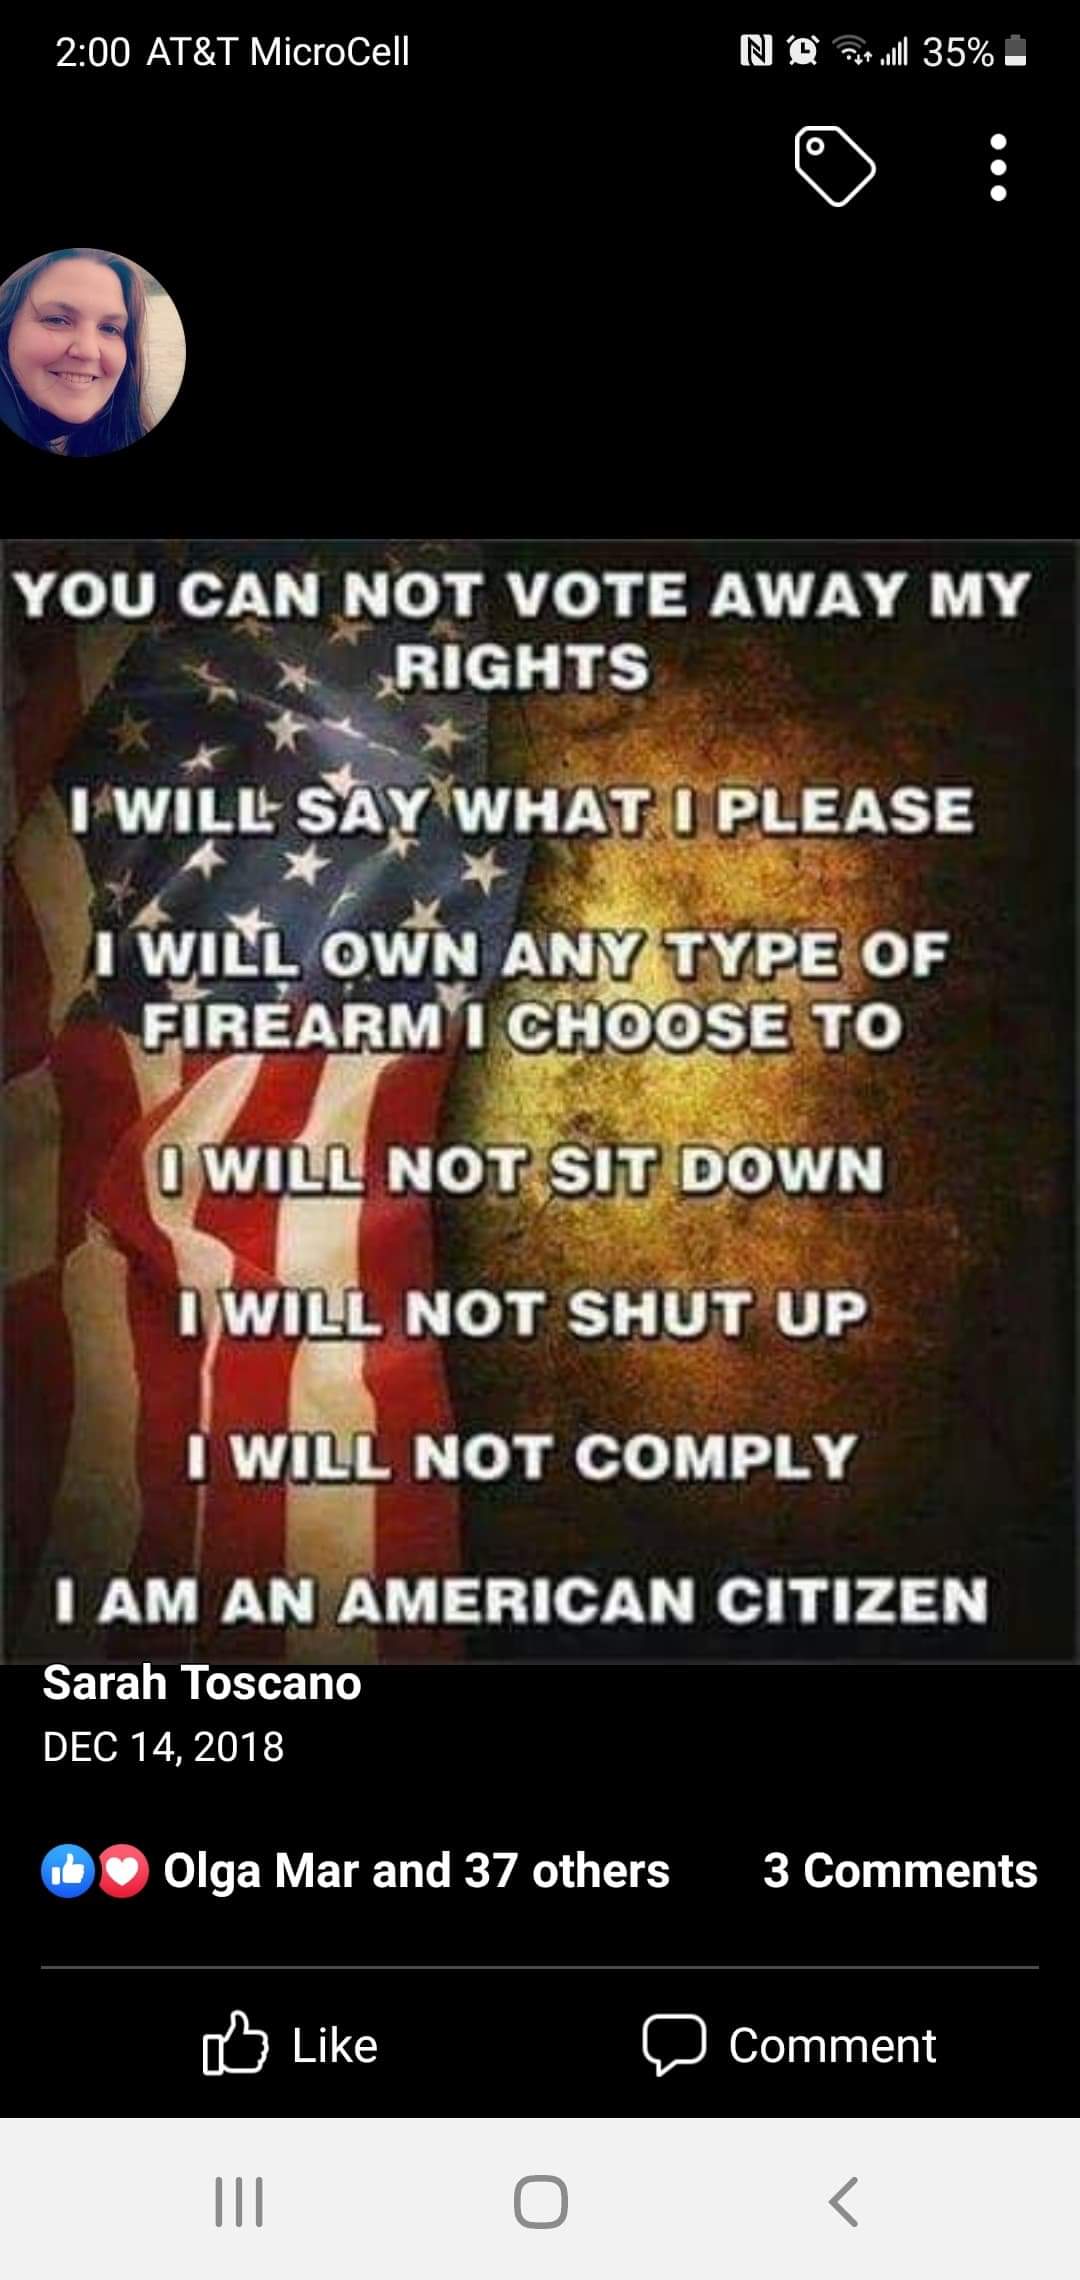 2:00 AT&T MicroCell 35%
YOU CAN NOT VOTE AWAY MY
RIGHTS
I WILL SAY WHAT I PLEASE
I WILL OWN ANY TYPE OF
FIREARM I CHOOSE TO
I WILL NOT SIT DOWN
I WILL NOT SHUT UP
I WILL NOT COMPLY
I AM AN AMERICAN CITIZEN
Sarah Toscano
DEC 14, 2018
Olga Mar and 37 others 3 Comments
Like Comment